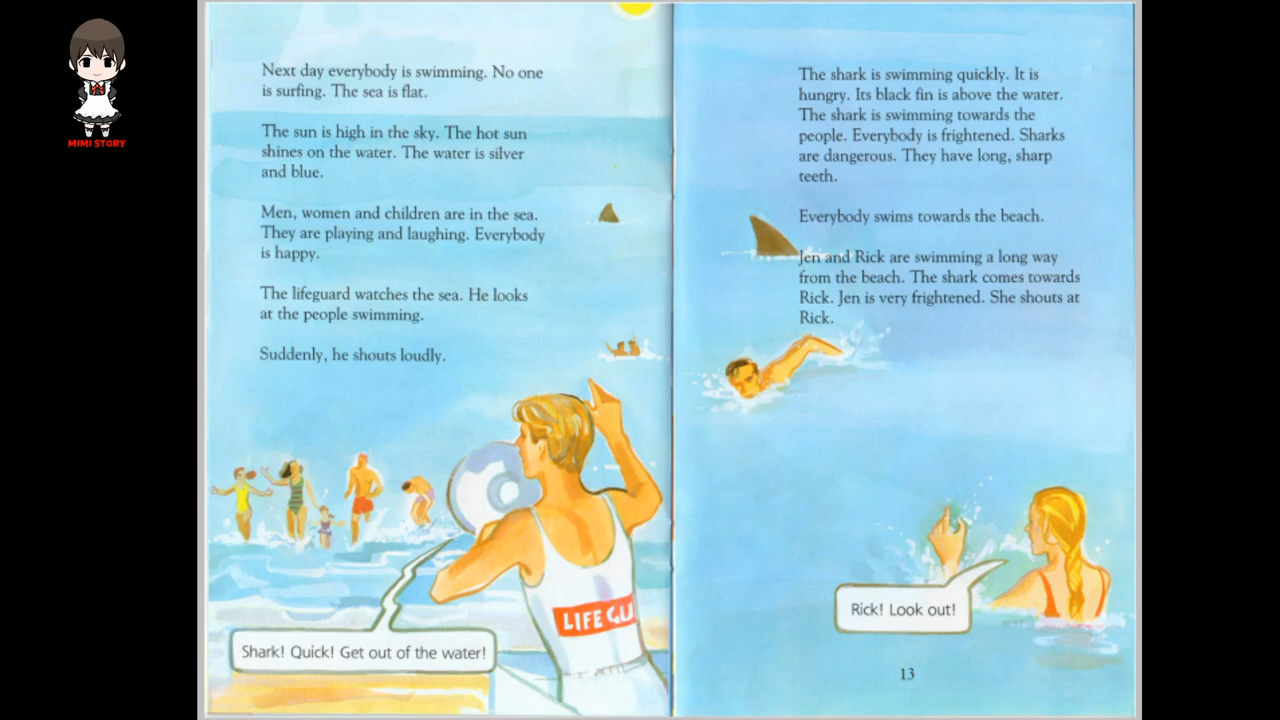 MIMI STORY
Next day everybody is swimming. No one
is surfing. The sea is flat.
The sun is high in the sky. The hot sun
shines on the water. The water is silver
and blue.
Men, women and children are in the sea.
They are playing and laughing. Everybody
is happy.
The lifeguard watches the sea. He looks
at the people swimming.
Suddenly, he shouts loudly.
LIFE GU
Shark! Quick! Get out of the water!
The shark is swimming quickly. It is
hungry. Its black fin is above the water.
The shark is swimming towards the
people. Everybody is frightened. Sharks
are dangerous. They have long, sharp
teeth.
Everybody swims towards the beach.
Jen and Rick are swimming a long way
from the beach. The shark comes towards
Rick. Jen is very frightened. She shouts at
Rick.
Rick! Look out!
13